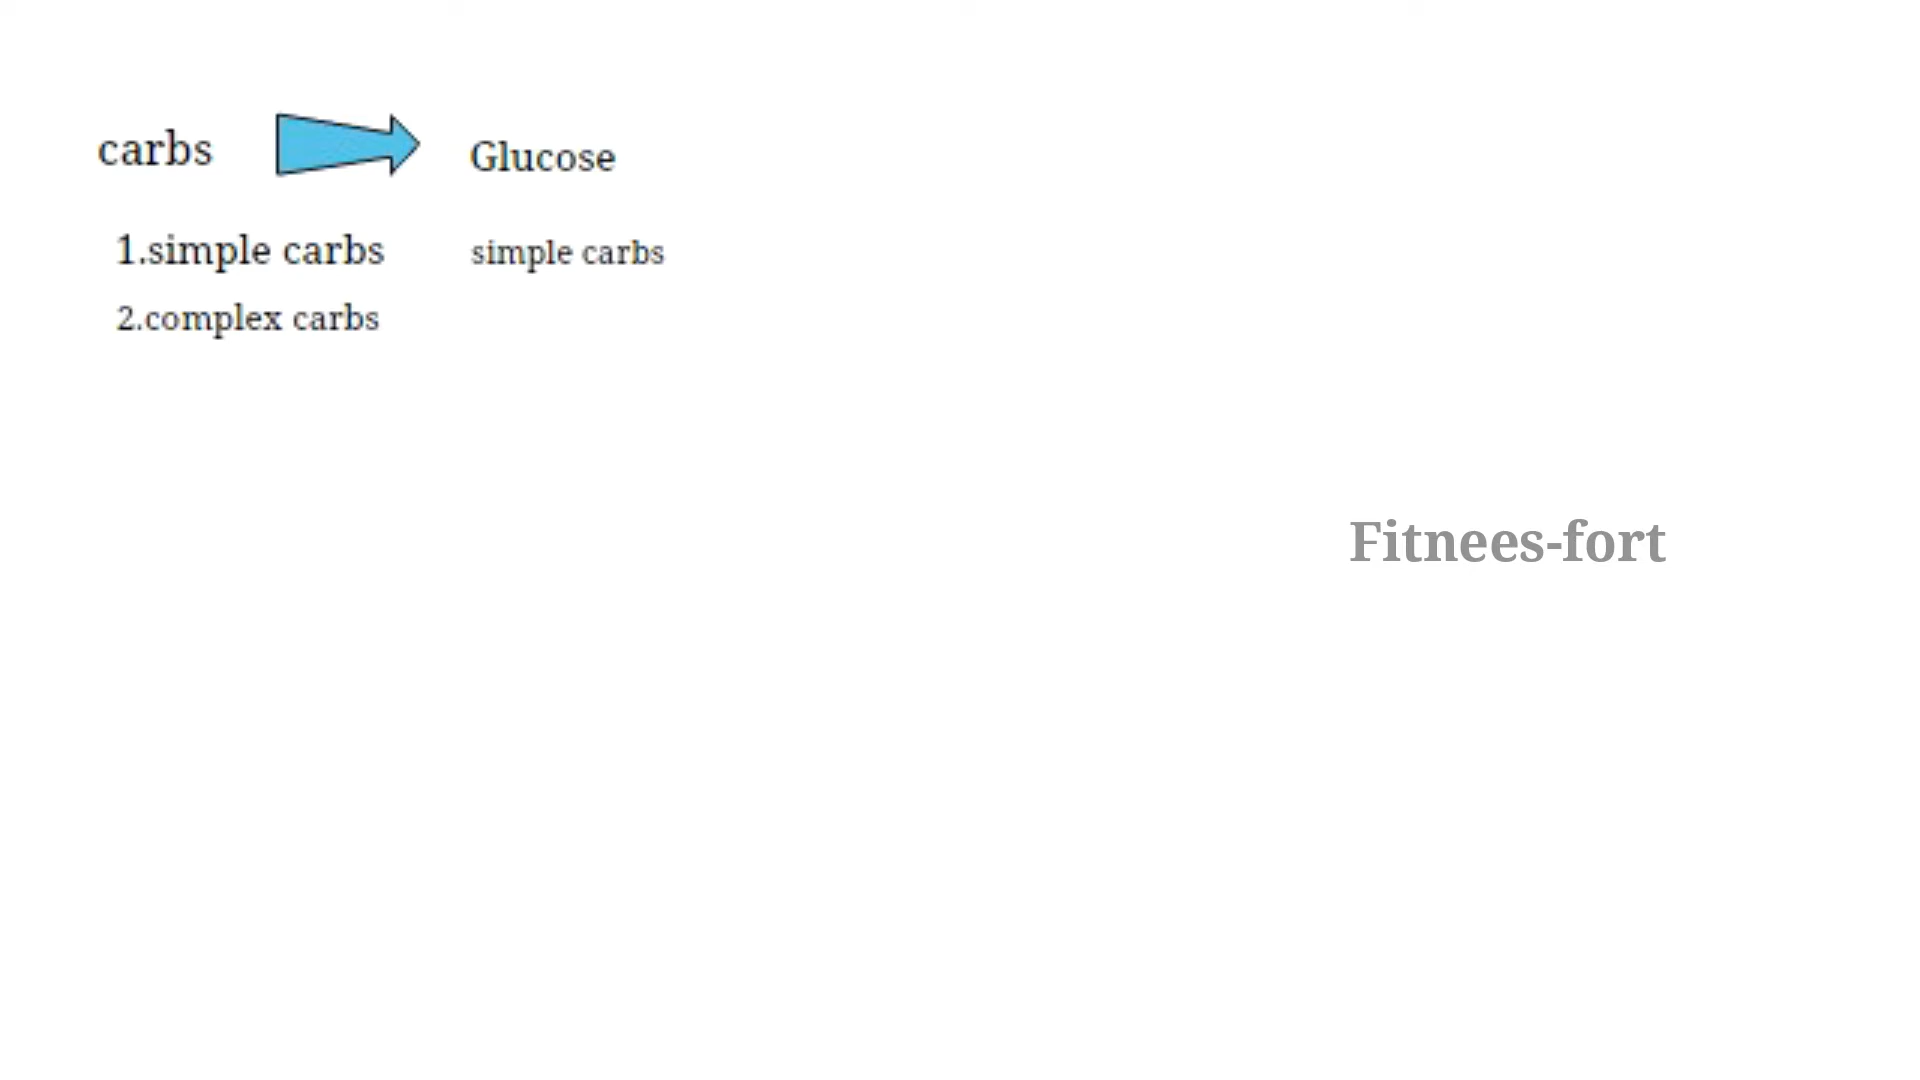 carbs
Glucose
1.simple carbs
simple carbs
2.complex carbs
Fitnees-fort